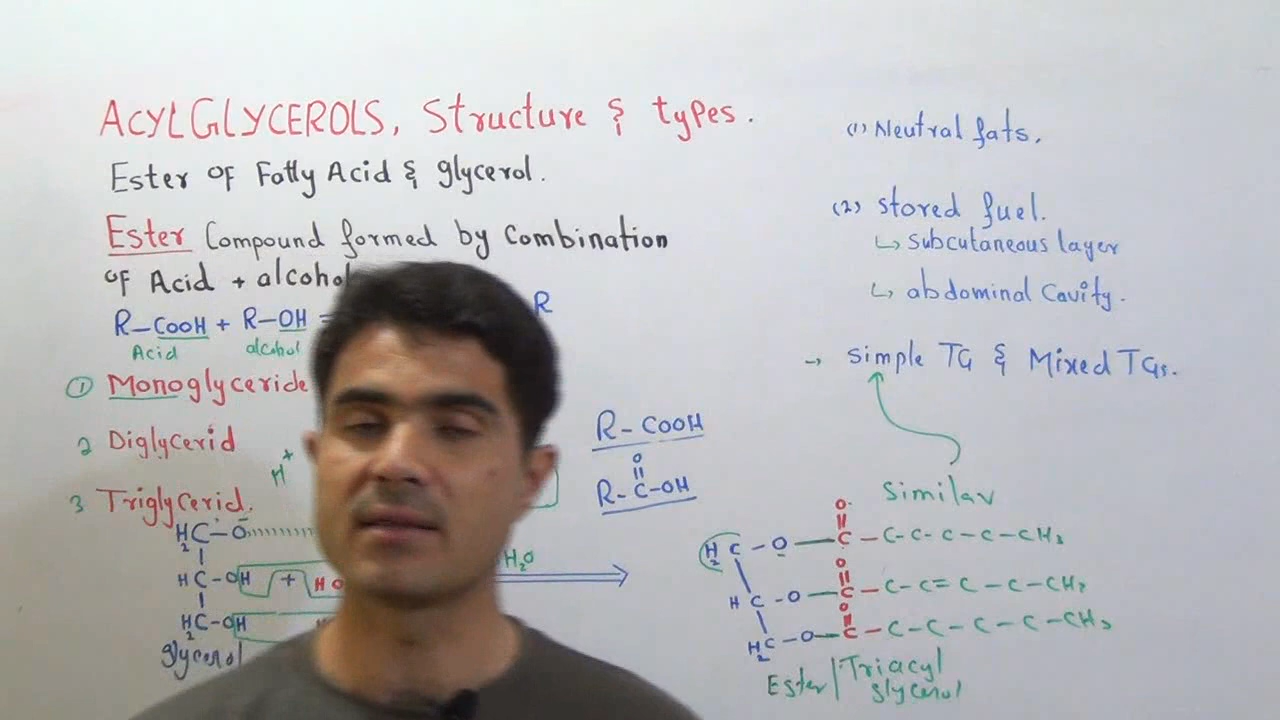 ACYLGLYCEROLS, Structure & types.
Ester of Fatty Acid & glycerol.
Ester Compound formed by Combination
of Acid + alcohol
R–COOH + R–OH =
R
Acid
alcohol
① Monoglyceride
2 Diglycerid
3 Triglycerid.
H⁺
H₂C–O
HC–OH + HO
H₂C–OH
glycerol
H₂O
R–COOH
O
R–C–OH
(1) Neutral fats.
(2) Stored fuel.
↳ subcutaneous layer
↳ abdominal Cavity.
→ Simple TG & Mixed TGs.
Similar
O
H₂C–O–C–C–C–C–C–CH₃
O
HC–O–C–C–C=C–C–CH₃
O
H₂C–O–C–C–C–C–C–CH₃
Ester/Triacyl
glycerol